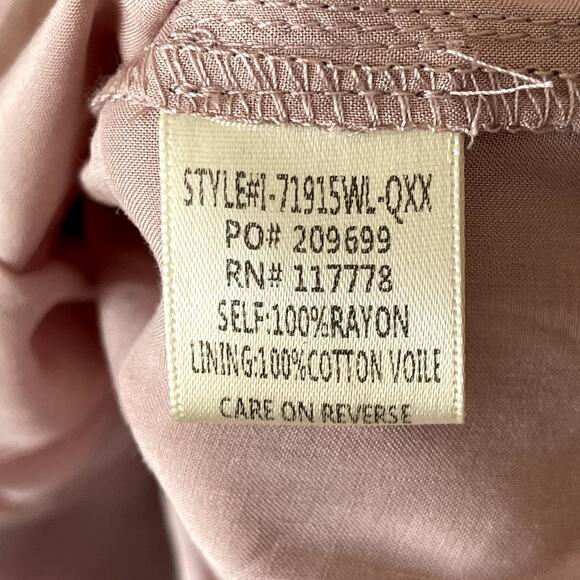 STYLE#I-71915WL-QXX
PO# 209699
RN# 117778
SELF:100%RAYON
LINING:100%COTTON VOILE
CARE ON REVERSE